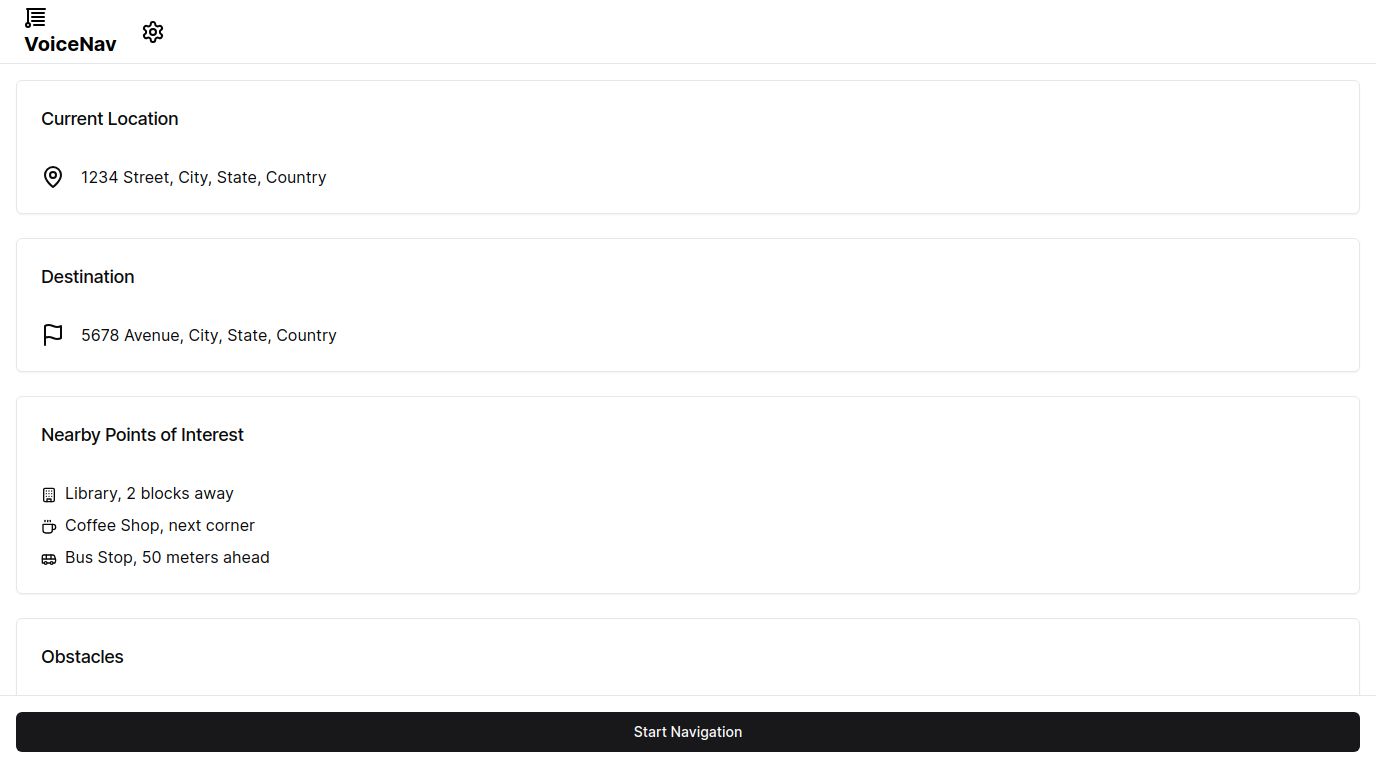 VoiceNav
Current Location
1234 Street, City, State, Country
Destination
5678 Avenue, City, State, Country
Nearby Points of Interest
Library, 2 blocks away
Coffee Shop, next corner
Bus Stop, 50 meters ahead
Obstacles
Start Navigation